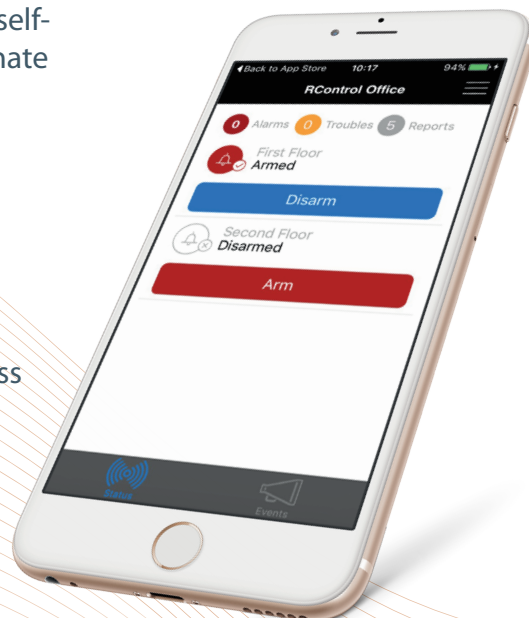 self-
nate
◀Back to App Store 10:17 94%
RControl Office
0 Alarms 0 Troubles 5 Reports
First Floor
Armed
Disarm
Second Floor
Disarmed
Arm
ss
Status
Events